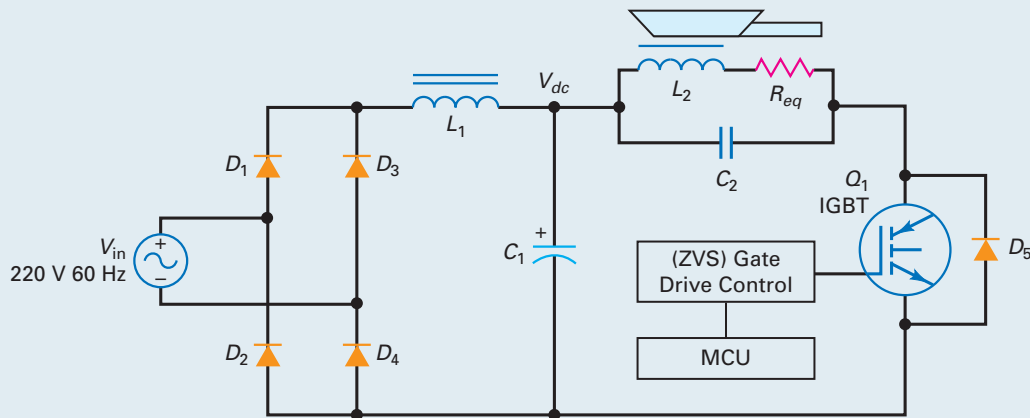 V_dc
L_1
L_2
R_eq
C_2
D_1
D_3
Q_1
IGBT
V_in
220 V 60 Hz
+
−
+
C_1
(ZVS) Gate
Drive Control
D_5
D_2
D_4
MCU